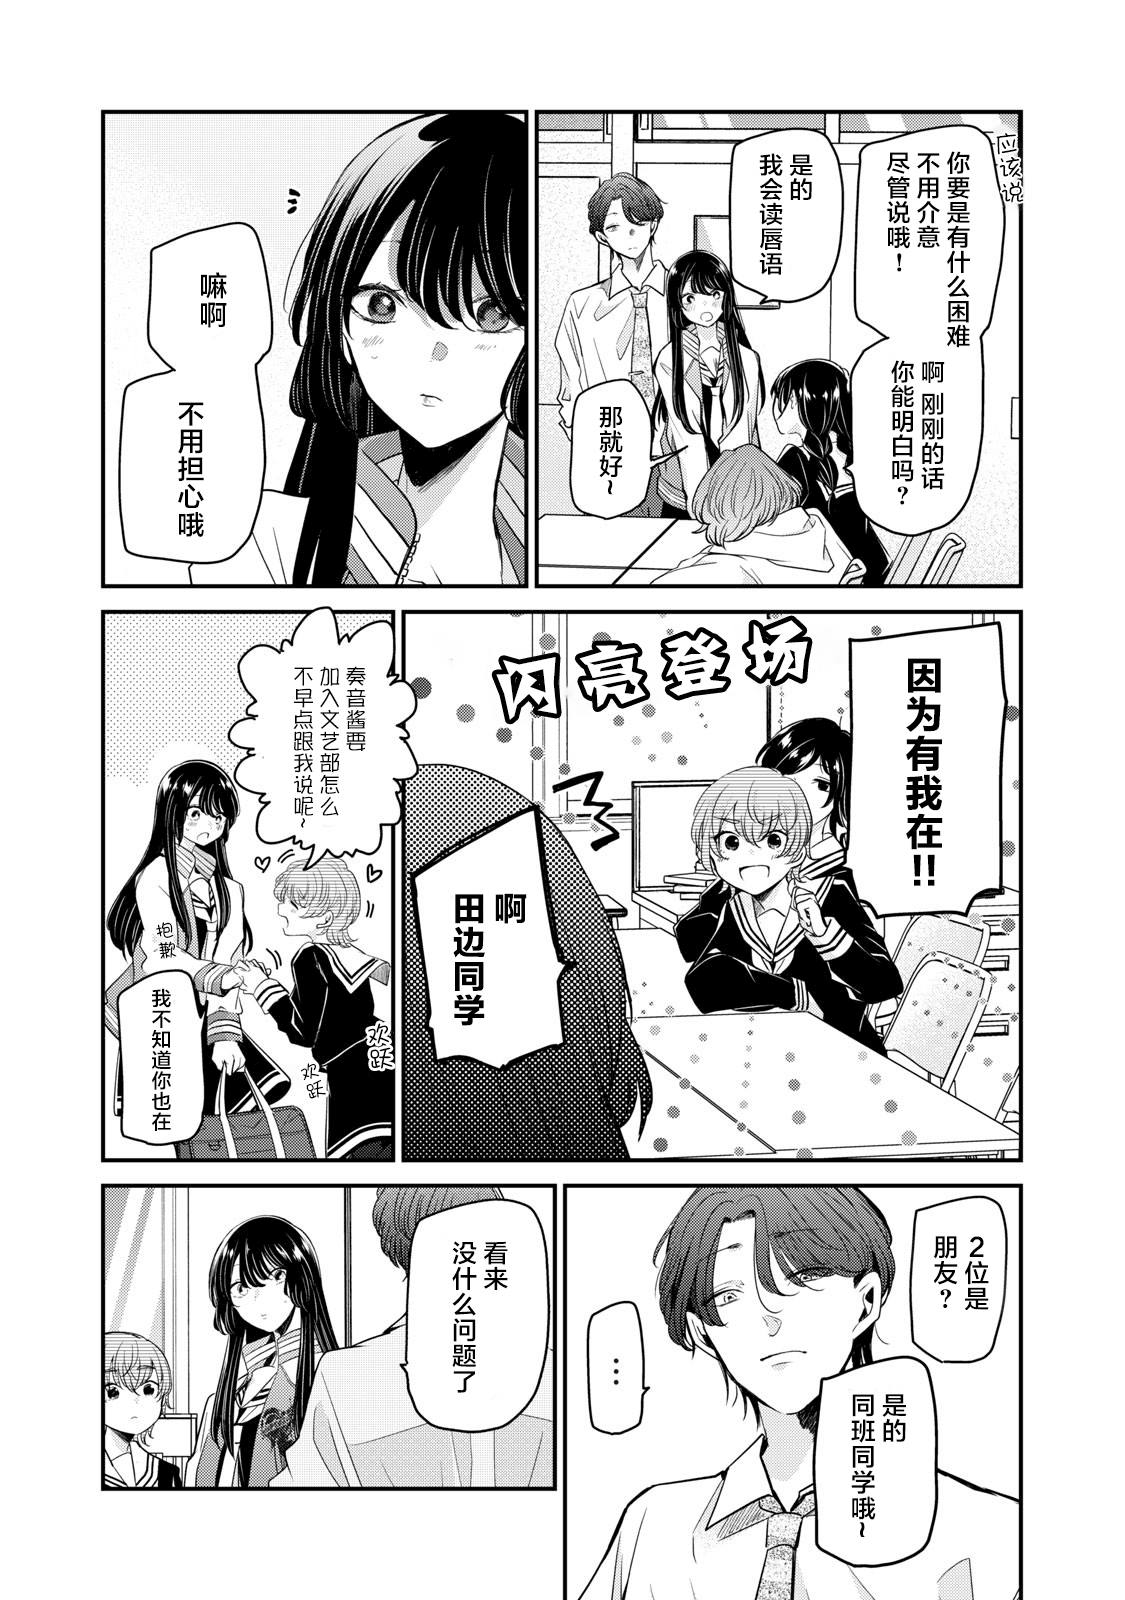 应该说
你要是有什么困难
不用介意
尽管说哦！
啊 刚刚的话
你能明白吗？
是的
我会读唇语
那就好~
嘛啊
不用担心哦
因为有我在!!
闪亮登场
啊
田边同学
奏音酱要
加入文艺部怎么
不早点跟我说呢~
抱歉
我不知道你也在
欢跃
欢跃
2位是
朋友？
是的
同班同学哦~
…
看来
没什么问题了